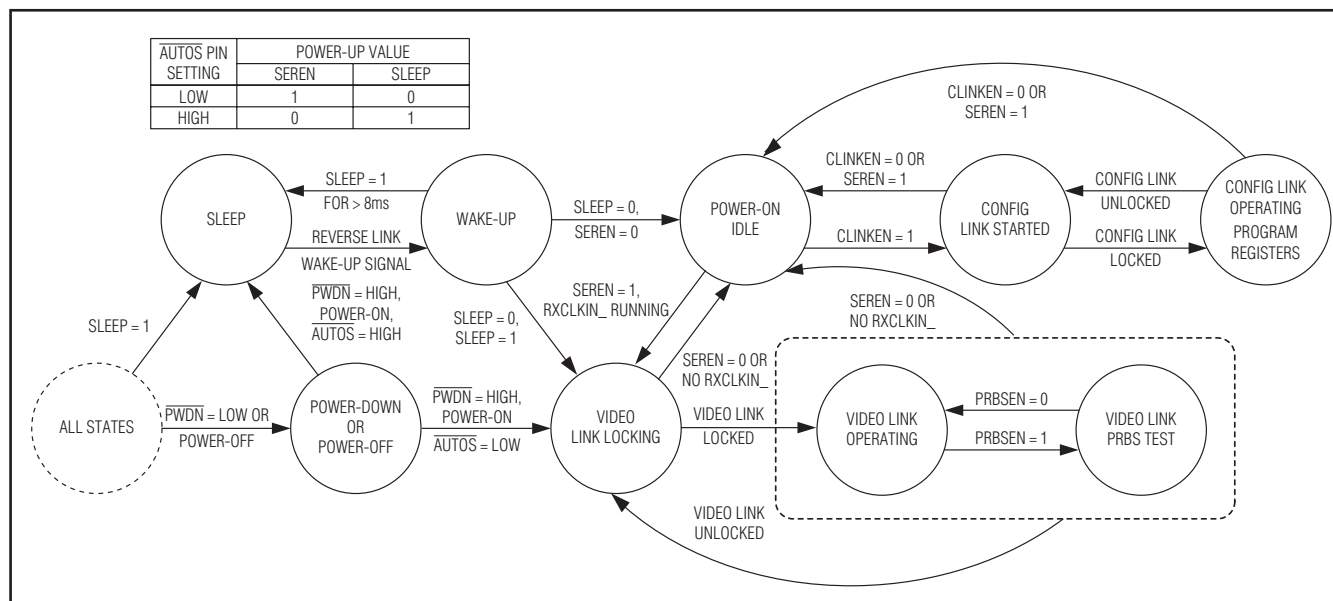 AUTOS PIN
SETTING
POWER-UP VALUE
SEREN
SLEEP
LOW
1
0
HIGH
0
1
CLINKEN = 0 OR
SEREN = 1
SLEEP
SLEEP = 1
FOR > 8ms
REVERSE LINK
WAKE-UP SIGNAL
WAKE-UP
SLEEP = 0,
SEREN = 0
POWER-ON
IDLE
CLINKEN = 0 OR
SEREN = 1
CLINKEN = 1
CONFIG
LINK STARTED
CONFIG LINK
UNLOCKED
CONFIG LINK
LOCKED
CONFIG LINK
OPERATING
PROGRAM
REGISTERS
SLEEP = 1
PWDN = HIGH,
POWER-ON,
AUTOS = HIGH
SLEEP = 0,
SLEEP = 1
SEREN = 1,
RXCLKIN_ RUNNING
SEREN = 0 OR
NO RXCLKIN_
SEREN = 0 OR
NO RXCLKIN_
ALL STATES
PWDN = LOW OR
POWER-OFF
POWER-DOWN
OR
POWER-OFF
PWDN = HIGH,
POWER-ON
AUTOS = LOW
VIDEO
LINK LOCKING
VIDEO LINK
LOCKED
VIDEO LINK
OPERATING
PRBSEN = 0
PRBSEN = 1
VIDEO LINK
PRBS TEST
VIDEO LINK
UNLOCKED